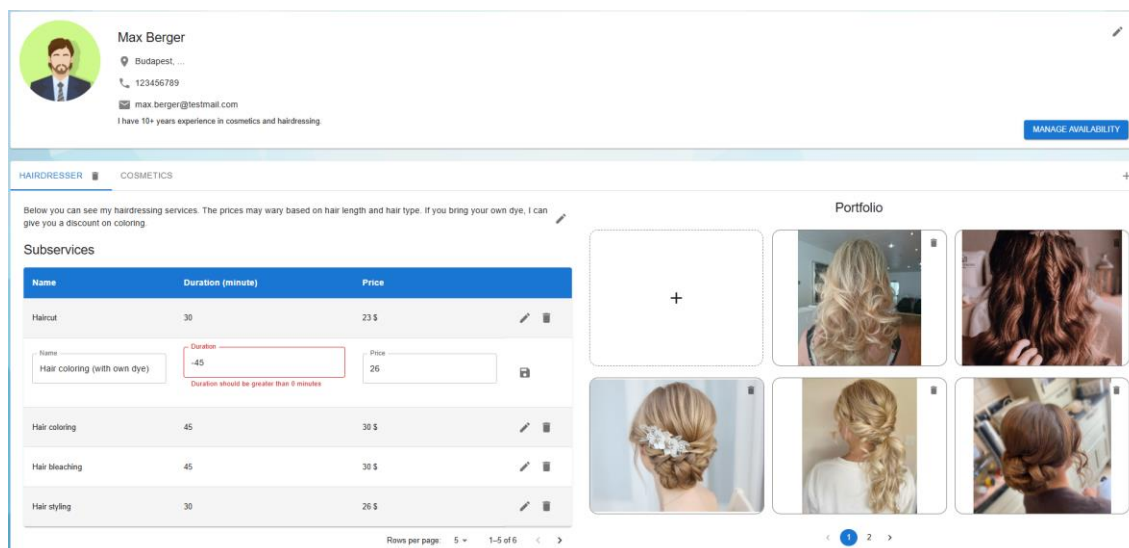 Max Berger
Budapest, ...
123456789
max.berger@testmail.com
I have 10+ years experience in cosmetics and hairdressing.
MANAGE AVAILABILITY
HAIRDRESSER
COSMETICS
+
Below you can see my hairdressing services. The prices may wary based on hair length and hair type. If you bring your own dye, I can
give you a discount on coloring.
Subservices
Name Duration (minute) Price
Haircut 30 23 $
Name Duration Price
Hair coloring (with own dye) -45 26
Duration should be greater than 0 minutes
Hair coloring 45 30 $
Hair bleaching 45 30 $
Hair styling 30 26 $
Rows per page: 5 1–5 of 6 < >
Portfolio
+
< 1 2 >